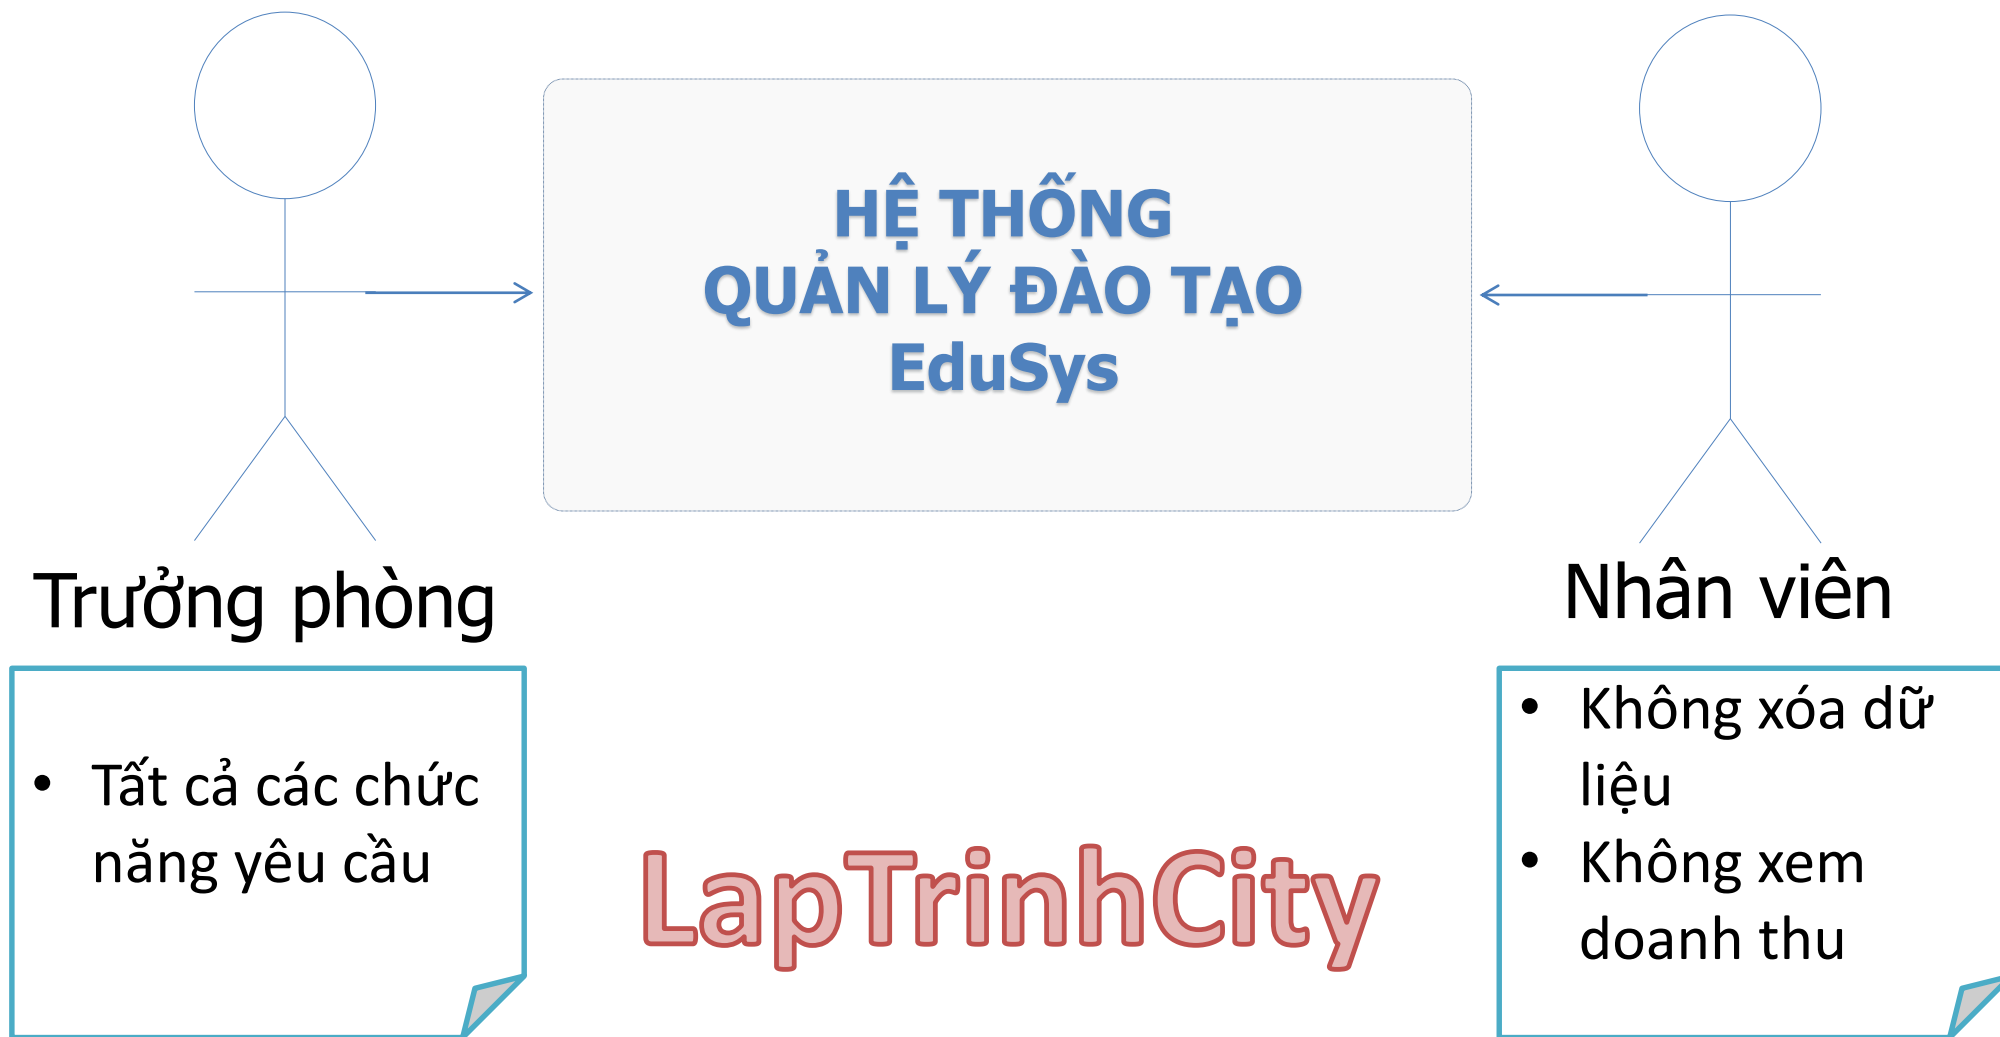 HỆ THỐNG
QUẢN LÝ ĐÀO TẠO
EduSys
Trưởng phòng
Nhân viên
• Tất cả các chức
năng yêu cầu
• Không xóa dữ
liệu
• Không xem
doanh thu
LapTrinhCity